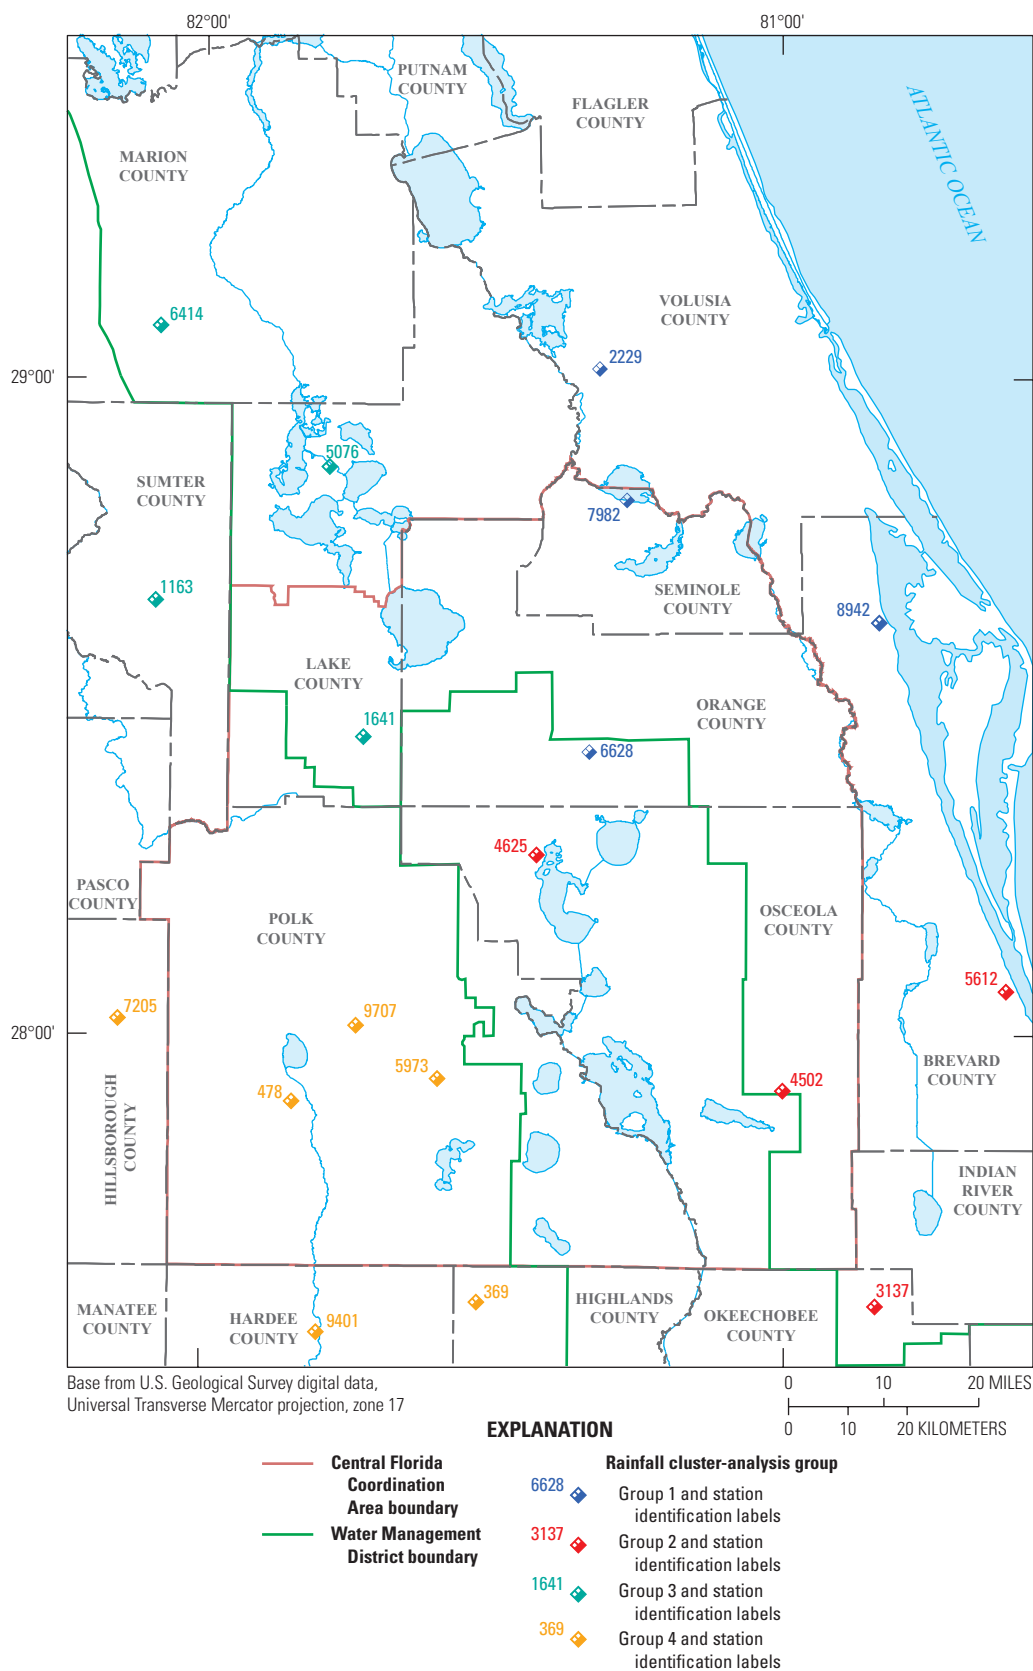 82°00'
81°00'
PUTNAM
COUNTY
FLAGLER
COUNTY
ATLANTIC OCEAN
MARION
COUNTY
VOLUSIA
COUNTY
6414
2229
29°00'
5076
SUMTER
COUNTY
7982
1163
SEMINOLE
COUNTY
8942
LAKE
COUNTY
ORANGE
COUNTY
1641
6628
4625
PASCO
COUNTY
POLK
COUNTY
OSCEOLA
COUNTY
5612
7205
9707
28°00'
5973
BREVARD
COUNTY
478
4502
HILLSBOROUGH
COUNTY
INDIAN
RIVER
COUNTY
369
3137
MANATEE
COUNTY
HARDEE
COUNTY
9401
HIGHLANDS
COUNTY
OKEECHOBEE
COUNTY
Base from U.S. Geological Survey digital data,
Universal Transverse Mercator projection, zone 17
0 10 20 MILES
0 10 20 KILOMETERS
EXPLANATION
Central Florida
Coordination
Area boundary
Water Management
District boundary
Rainfall cluster-analysis group
6628 Group 1 and station
identification labels
3137 Group 2 and station
identification labels
1641 Group 3 and station
identification labels
369 Group 4 and station
identification labels